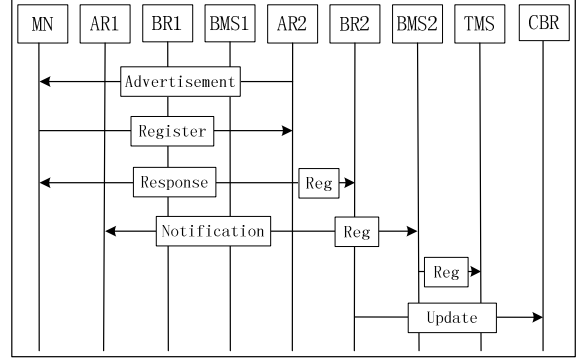 MN AR1 BR1 BMS1 AR2 BR2 BMS2 TMS CBR
Advertisement
Register
Response Reg
Notification Reg
Reg
Update